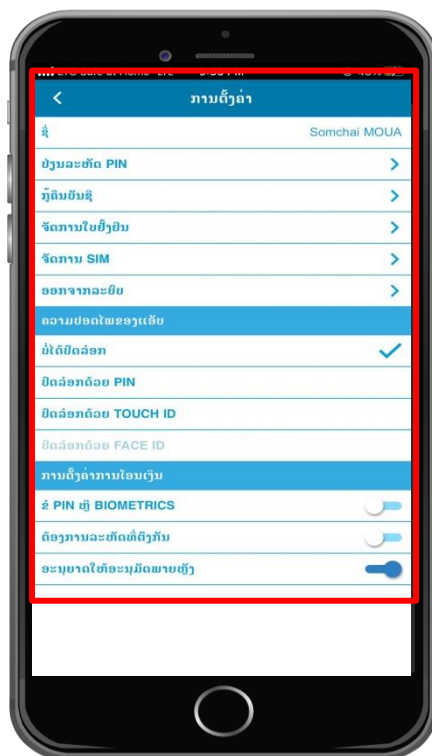 ການຕັ້ງຄ່າ
ຊື່ Somchai MOUA
ປ່ຽນລະຫັດ PIN
ກູ້ຄືນບັນຊີ
ຈັດການໃບຢັ້ງຢືນ
ຈັດການ SIM
ອອກຈາກລະບົບ
ຄວາມປອດໄພຂອງແອັບ
ບໍ່ໄດ້ປົດລ໋ອກ
ປົດລ໋ອກດ້ວຍ PIN
ປົດລ໋ອກດ້ວຍ TOUCH ID
ປົດລ໋ອກດ້ວຍ FACE ID
ການຕັ້ງຄ່າການໂອນເງິນ
ຂໍ PIN ຫຼື BIOMETRICS
ຕ້ອງການລະຫັດທີ່ກົງກັນ
ອະນຸຍາດໃຫ້ອະນຸມັດພາຍຫຼັງ